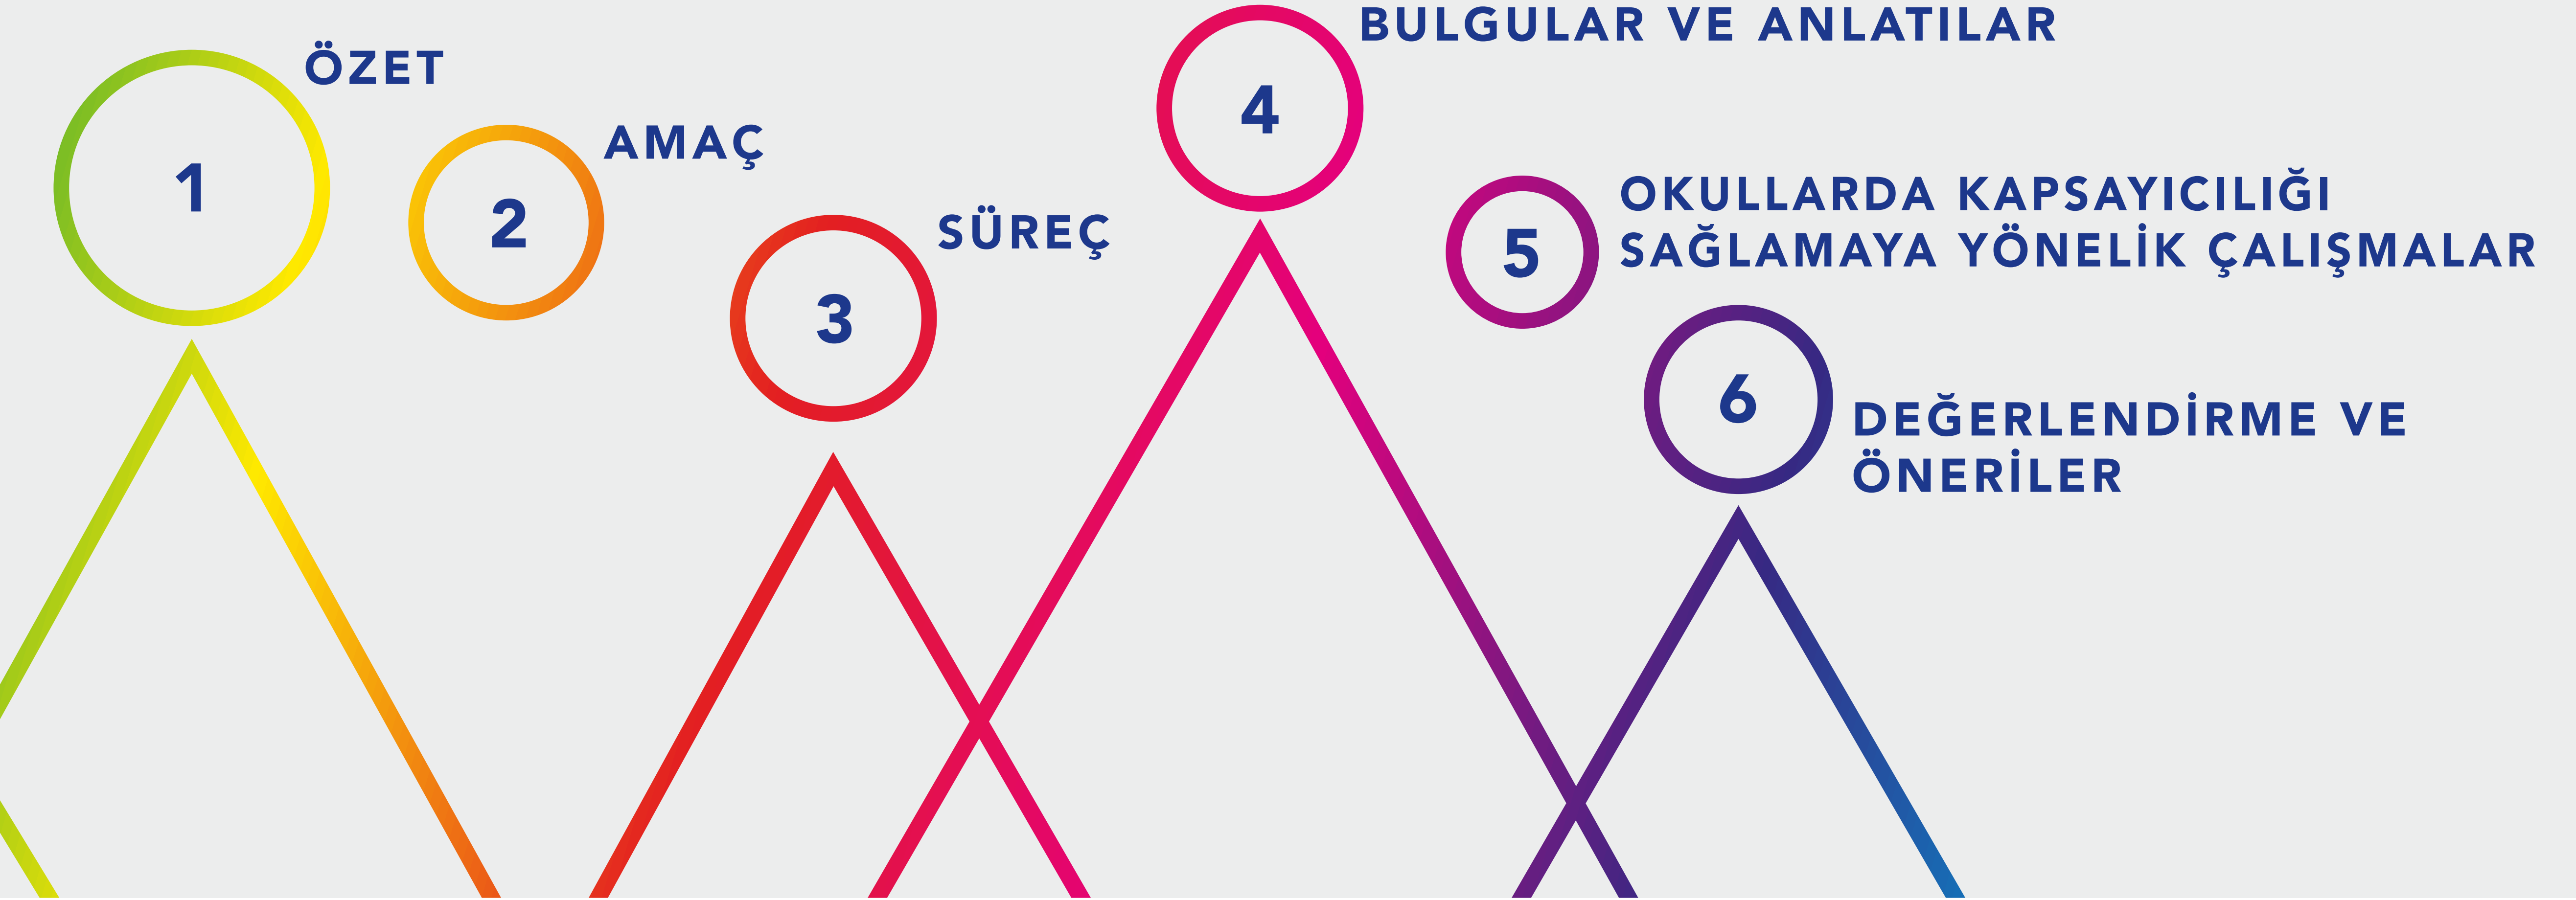 1
ÖZET
2
AMAÇ
3
SÜREÇ
4
BULGULAR VE ANLATILAR
5
OKULLARDA KAPSAYICILIĞI
SAĞLAMAYA YÖNELİK ÇALIŞMALAR
6
DEĞERLENDİRME VE
ÖNERİLER